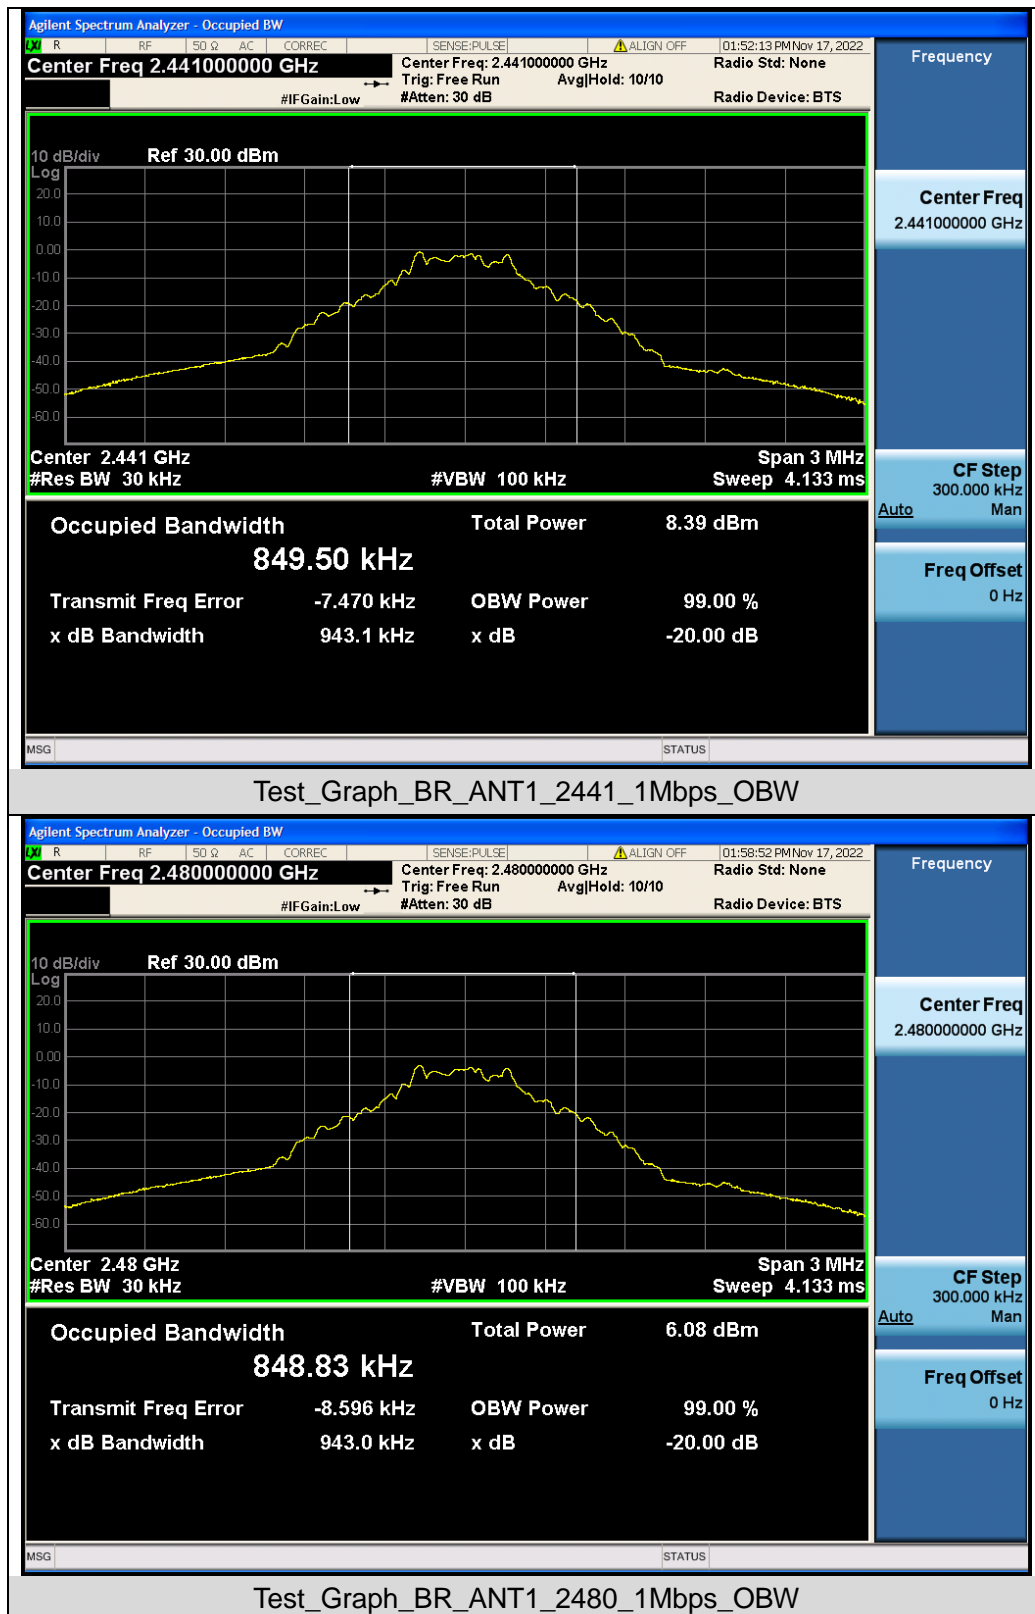 Agilent Spectrum Analyzer - Occupied BW
LXI R RF 50 Ω AC CORREC SENSE:PULSE ALIGN OFF 01:52:13 PM Nov 17, 2022
Center Freq 2.441000000 GHz Center Freq: 2.441000000 GHz Radio Std: None Frequency
Trig: Free Run Avg|Hold: 10/10
#IFGain:Low #Atten: 30 dB Radio Device: BTS
10 dB/div Ref 30.00 dBm
Log
20.0
10.0
0.00
-10.0
-20.0
-30.0
-40.0
-50.0
-60.0
Center Freq
2.441000000 GHz
Center 2.441 GHz Span 3 MHz
#Res BW 30 kHz #VBW 100 kHz Sweep 4.133 ms
CF Step
300.000 kHz
Auto Man
Occupied Bandwidth Total Power 8.39 dBm
849.50 kHz
Transmit Freq Error -7.470 kHz OBW Power 99.00 %
x dB Bandwidth 943.1 kHz x dB -20.00 dB
Freq Offset
0 Hz
MSG STATUS
Test_Graph_BR_ANT1_2441_1Mbps_OBW
Agilent Spectrum Analyzer - Occupied BW
LXI R RF 50 Ω AC CORREC SENSE:PULSE ALIGN OFF 01:58:52 PM Nov 17, 2022
Center Freq 2.480000000 GHz Center Freq: 2.480000000 GHz Radio Std: None Frequency
Trig: Free Run Avg|Hold: 10/10
#IFGain:Low #Atten: 30 dB Radio Device: BTS
10 dB/div Ref 30.00 dBm
Log
20.0
10.0
0.00
-10.0
-20.0
-30.0
-40.0
-50.0
-60.0
Center Freq
2.480000000 GHz
Center 2.48 GHz Span 3 MHz
#Res BW 30 kHz #VBW 100 kHz Sweep 4.133 ms
CF Step
300.000 kHz
Auto Man
Occupied Bandwidth Total Power 6.08 dBm
848.83 kHz
Transmit Freq Error -8.596 kHz OBW Power 99.00 %
x dB Bandwidth 943.0 kHz x dB -20.00 dB
Freq Offset
0 Hz
MSG STATUS
Test_Graph_BR_ANT1_2480_1Mbps_OBW